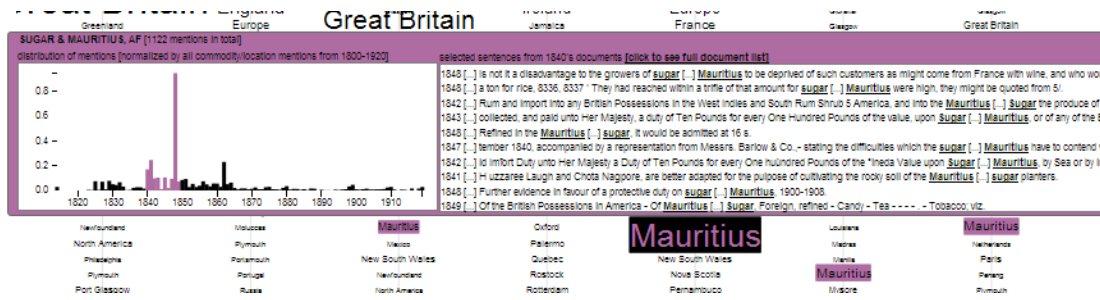 England
Great Britain
Greenland Europe Jamaica France Glasgow Great Britain
SUGAR & MAURITIUS, AF [1122 mentions in total]
distribution of mentions [normalized by all commodity/location mentions from 1800-1920] selected sentences from 1840's documents [click to see full document list]
0.8
0.6
0.4
0.2
0.0
1820 1830 1840 1850 1860 1870 1880 1890 1900 1910
1848 [...] is not it a disadvantage to the growers of sugar [...] Mauritius to be deprived of such customers as might come from France with wine, and who wou
1848 [...] a ton for rice, 8336, 8337 ' They had reached within a trifle of that amount for sugar [...] Mauritius were high, they might be quoted from 5/.
1842 [...] Rum and Import into any British Possessions in the West Indies and South Rum Shrub 5 America, and into the Mauritius [...] Sugar the produce of
1843 [...] collected, and paid unto Her Majesty, a duty of Ten Pounds for every One Hundred Pounds of the value, upon Sugar [...] Mauritius, or of any of the B
1848 [...] Refined in the Mauritius [...] sugar, it would be admitted at 16 s.
1847 [...] tember 1840, accompanied by a representation from Messrs. Barlow & Co.,- stating the difficulties which the sugar [...] Mauritius have to contend
1842 [...] id Imfort Duty unto Her Majesty a Duty of Ten Pounds for every One huúndred Pounds of the "Ineda Value upon Sugar [...] Mauritius, by Sea or by
1841 [...] H uzzaree Laugh and Chota Nagpore, are better adapted for the pulpose of cultivating the rocky soil of the Mauritius [...] sugar planters.
1848 [...] Further evidence in favour of a protective duty on sugar [...] Mauritius, 1900-1908.
1849 [...] Of the British Possessions in America - Of Mauritius [...] Sugar, Foreign, refined - Candy - Tea - - - - . - Tobacco; viz.
Newfoundland Moluccas Mauritius Oxford Mauritius Louisiana Mauritius
North America Plymouth Mexico Palermo Madras Netherlands
Philadelphia Portsmouth New South Wales Quebec New South Wales Manilla Paris
Plymouth Portugal Newfoundland Rostock Nova Scotia Mauritius Penang
Port Glasgow Russia North America Rotterdam Pernambuco Mysore Plymouth